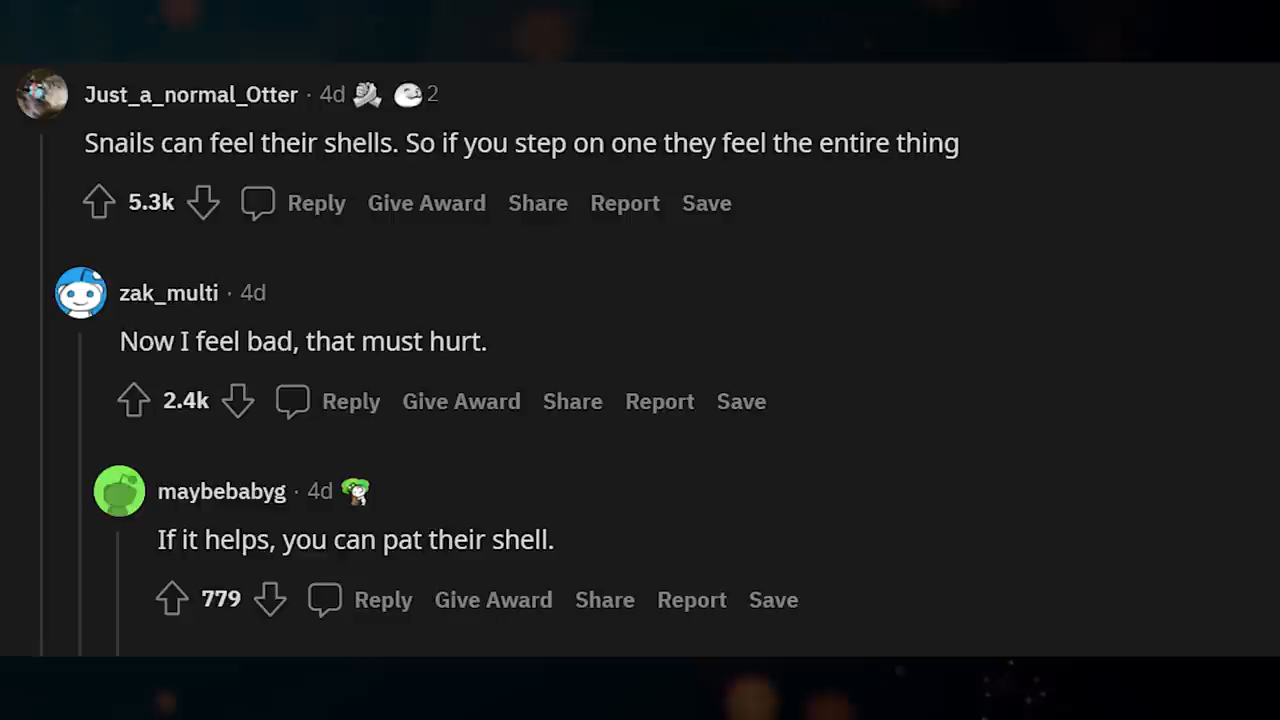 Just_a_normal_Otter · 4d 2
Snails can feel their shells. So if you step on one they feel the entire thing
5.3k Reply Give Award Share Report Save
zak_multi · 4d
Now I feel bad, that must hurt.
2.4k Reply Give Award Share Report Save
maybebabyg · 4d
If it helps, you can pat their shell.
779 Reply Give Award Share Report Save